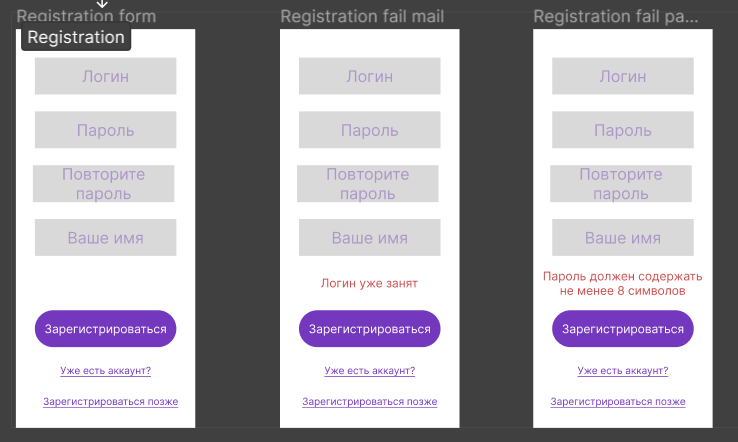 Registration form
Registration
Логин
Пароль
Повторите
пароль
Ваше имя
Зарегистрироваться
Уже есть аккаунт?
Зарегистрироваться позже
Registration fail mail
Логин
Пароль
Повторите
пароль
Ваше имя
Логин уже занят
Зарегистрироваться
Уже есть аккаунт?
Зарегистрироваться позже
Registration fail pa...
Логин
Пароль
Повторите
пароль
Ваше имя
Пароль должен содержать
не менее 8 символов
Зарегистрироваться
Уже есть аккаунт?
Зарегистрироваться позже